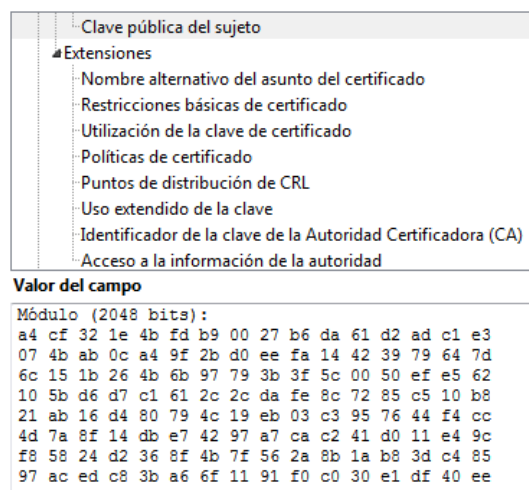 Clave pública del sujeto
Extensiones
Nombre alternativo del asunto del certificado
Restricciones básicas de certificado
Utilización de la clave de certificado
Políticas de certificado
Puntos de distribución de CRL
Uso extendido de la clave
Identificador de la clave de la Autoridad Certificadora (CA)
Acceso a la información de la autoridad
Valor del campo
Módulo (2048 bits):
a4 cf 32 1e 4b fd b9 00 27 b6 da 61 d2 ad c1 e3
07 4b ab 0c a4 9f 2b d0 ee fa 14 42 39 79 64 7d
6c 15 1b 26 4b 6b 97 79 3b 3f 5c 00 50 ef e5 62
10 5b d6 d7 c1 61 2c 2c da fe 8c 72 85 c5 10 b8
21 ab 16 d4 80 79 4c 19 eb 03 c3 95 76 44 f4 cc
4d 7a 8f 14 db e7 42 97 a7 ca c2 41 d0 11 e4 9c
f8 58 24 d2 36 8f 4b 7f 56 2a 8b 1a b8 3d c4 85
97 ac ed c8 3b a6 6f 11 91 f0 c0 30 e1 df 40 ee